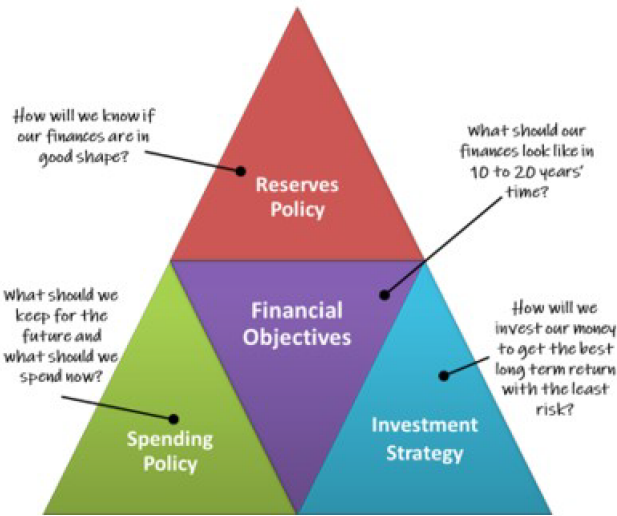 How will we know if
our finances are in
good shape?
What should our
finances look like in
10 to 20 years'
time?
Reserves
Policy
What should we
keep for the
future and
what should we
spend now?
Financial
Objectives
How will we
invest our money
to get the best
long term return
with the least
risk?
Spending
Policy
Investment
Strategy